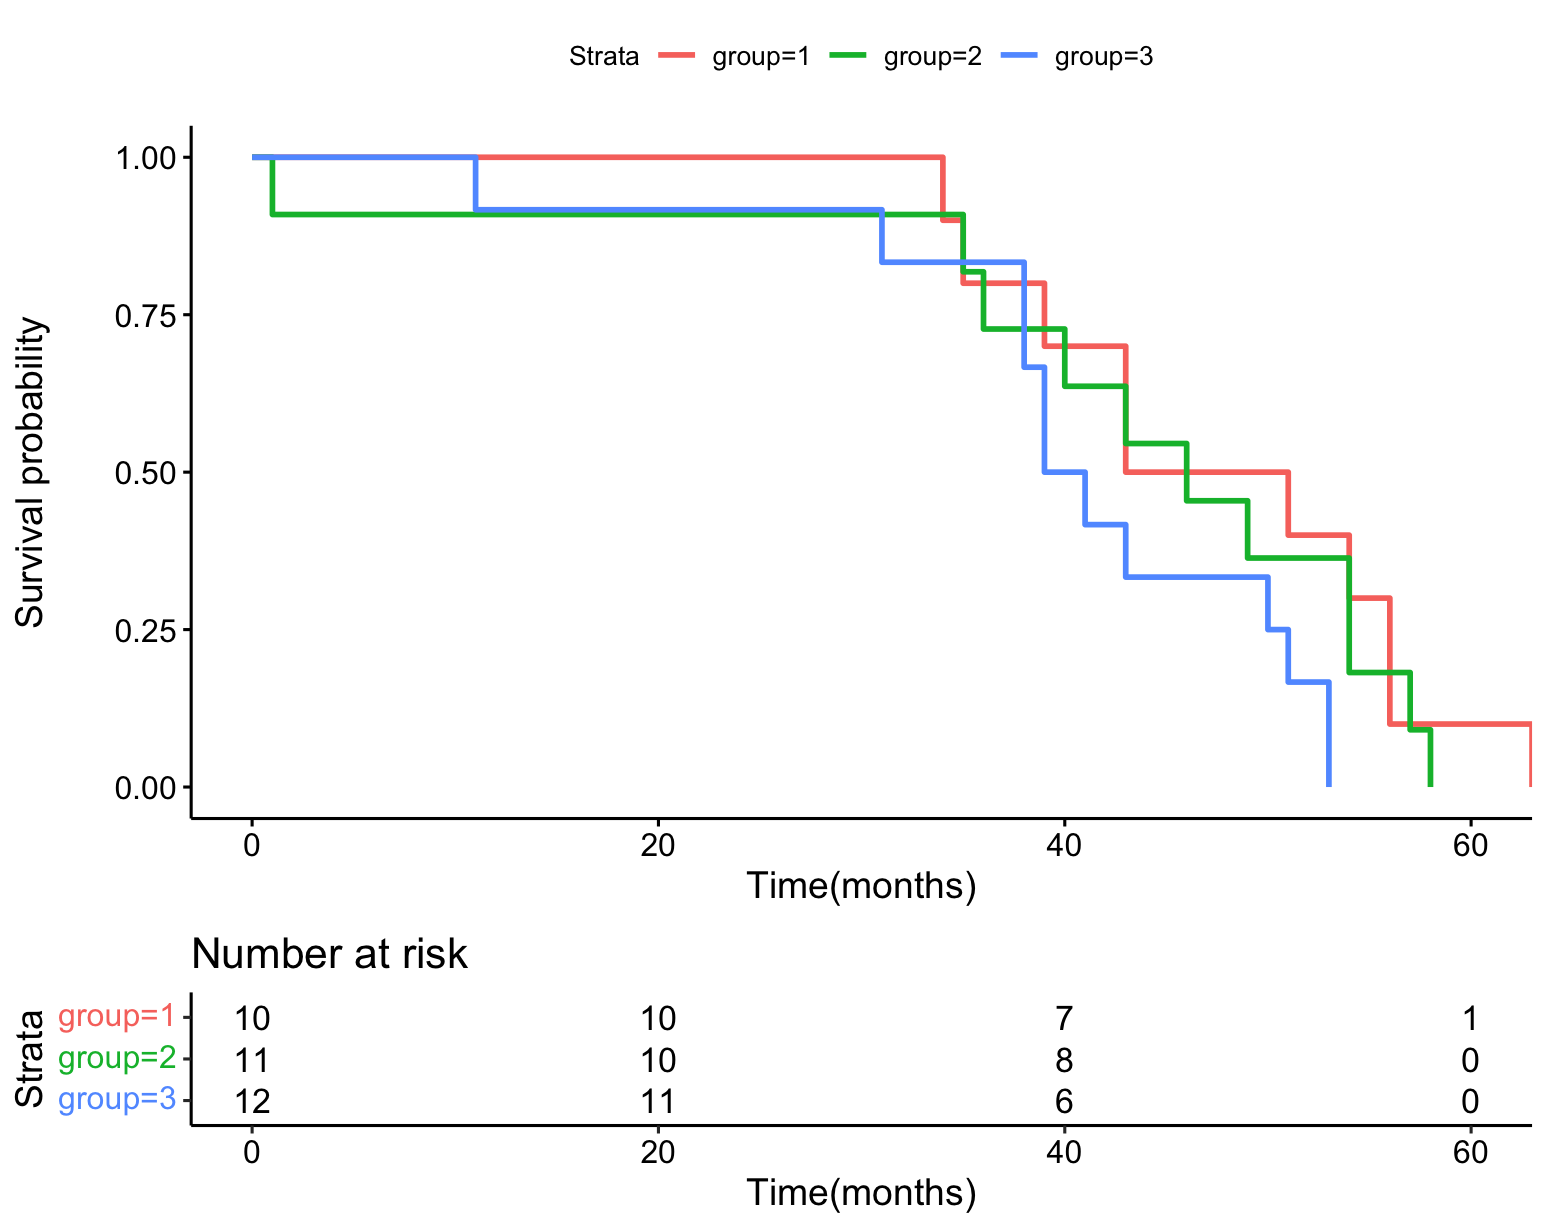 Strata group=1 group=2 group=3
Survival probability
1.00
0.75
0.50
0.25
0.00
0 20 40 60
Time(months)
Number at risk
Strata
group=1 10 10 7 1
group=2 11 10 8 0
group=3 12 11 6 0
0 20 40 60
Time(months)